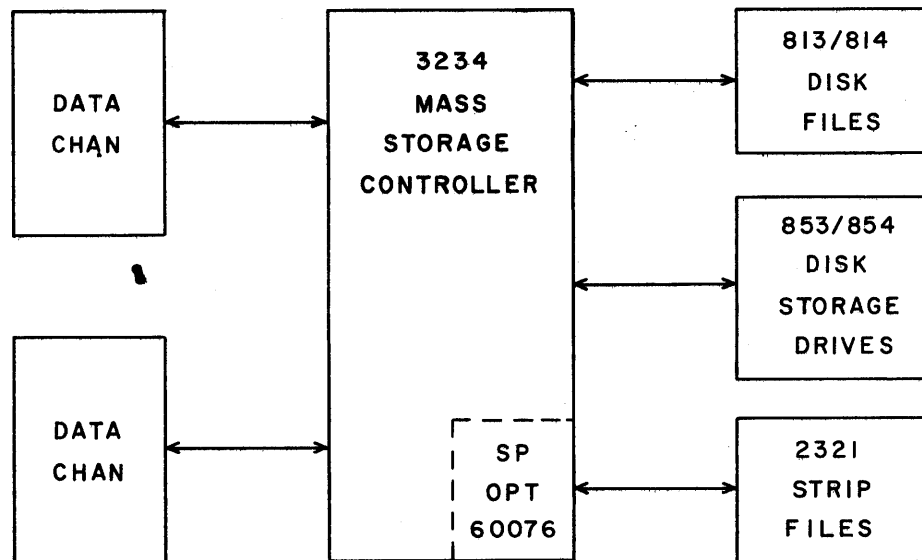 DATA
CHAN
3234
MASS
STORAGE
CONTROLLER
813/814
DISK
FILES
853/854
DISK
STORAGE
DRIVES
DATA
CHAN
SP
OPT
60076
2321
STRIP
FILES